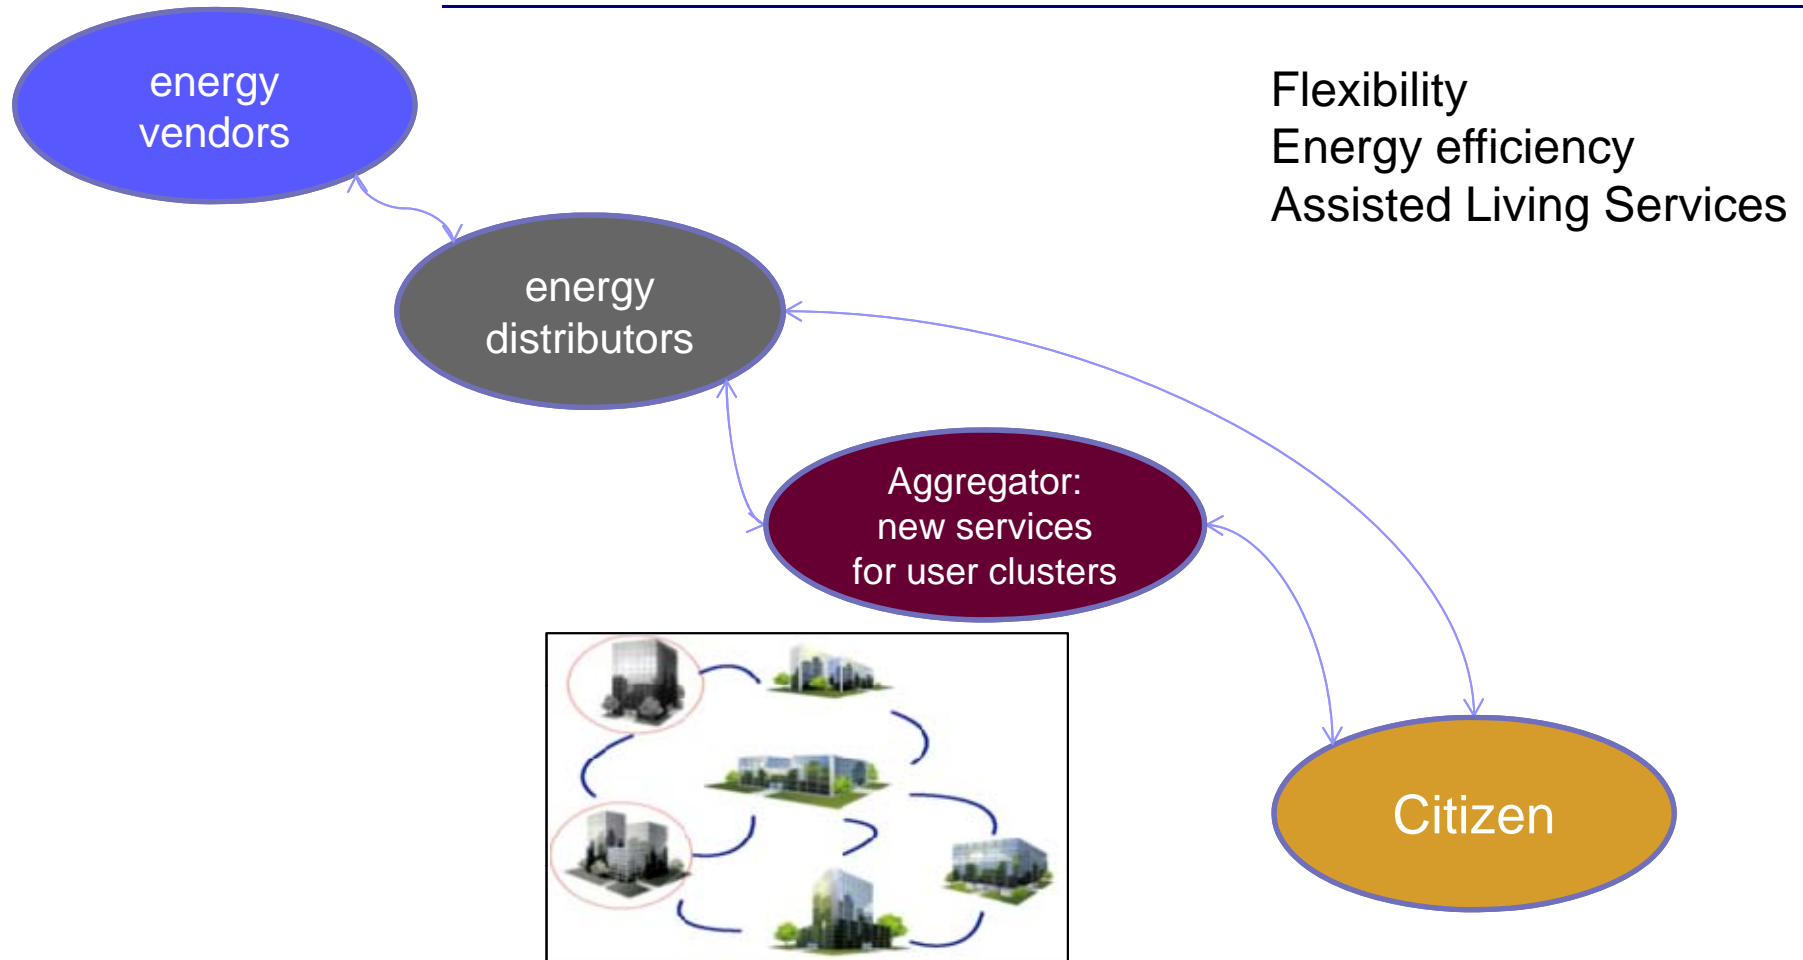 energy
vendors
Flexibility
Energy efficiency
Assisted Living Services
energy
distributors
Aggregator:
new services
for user clusters
Citizen